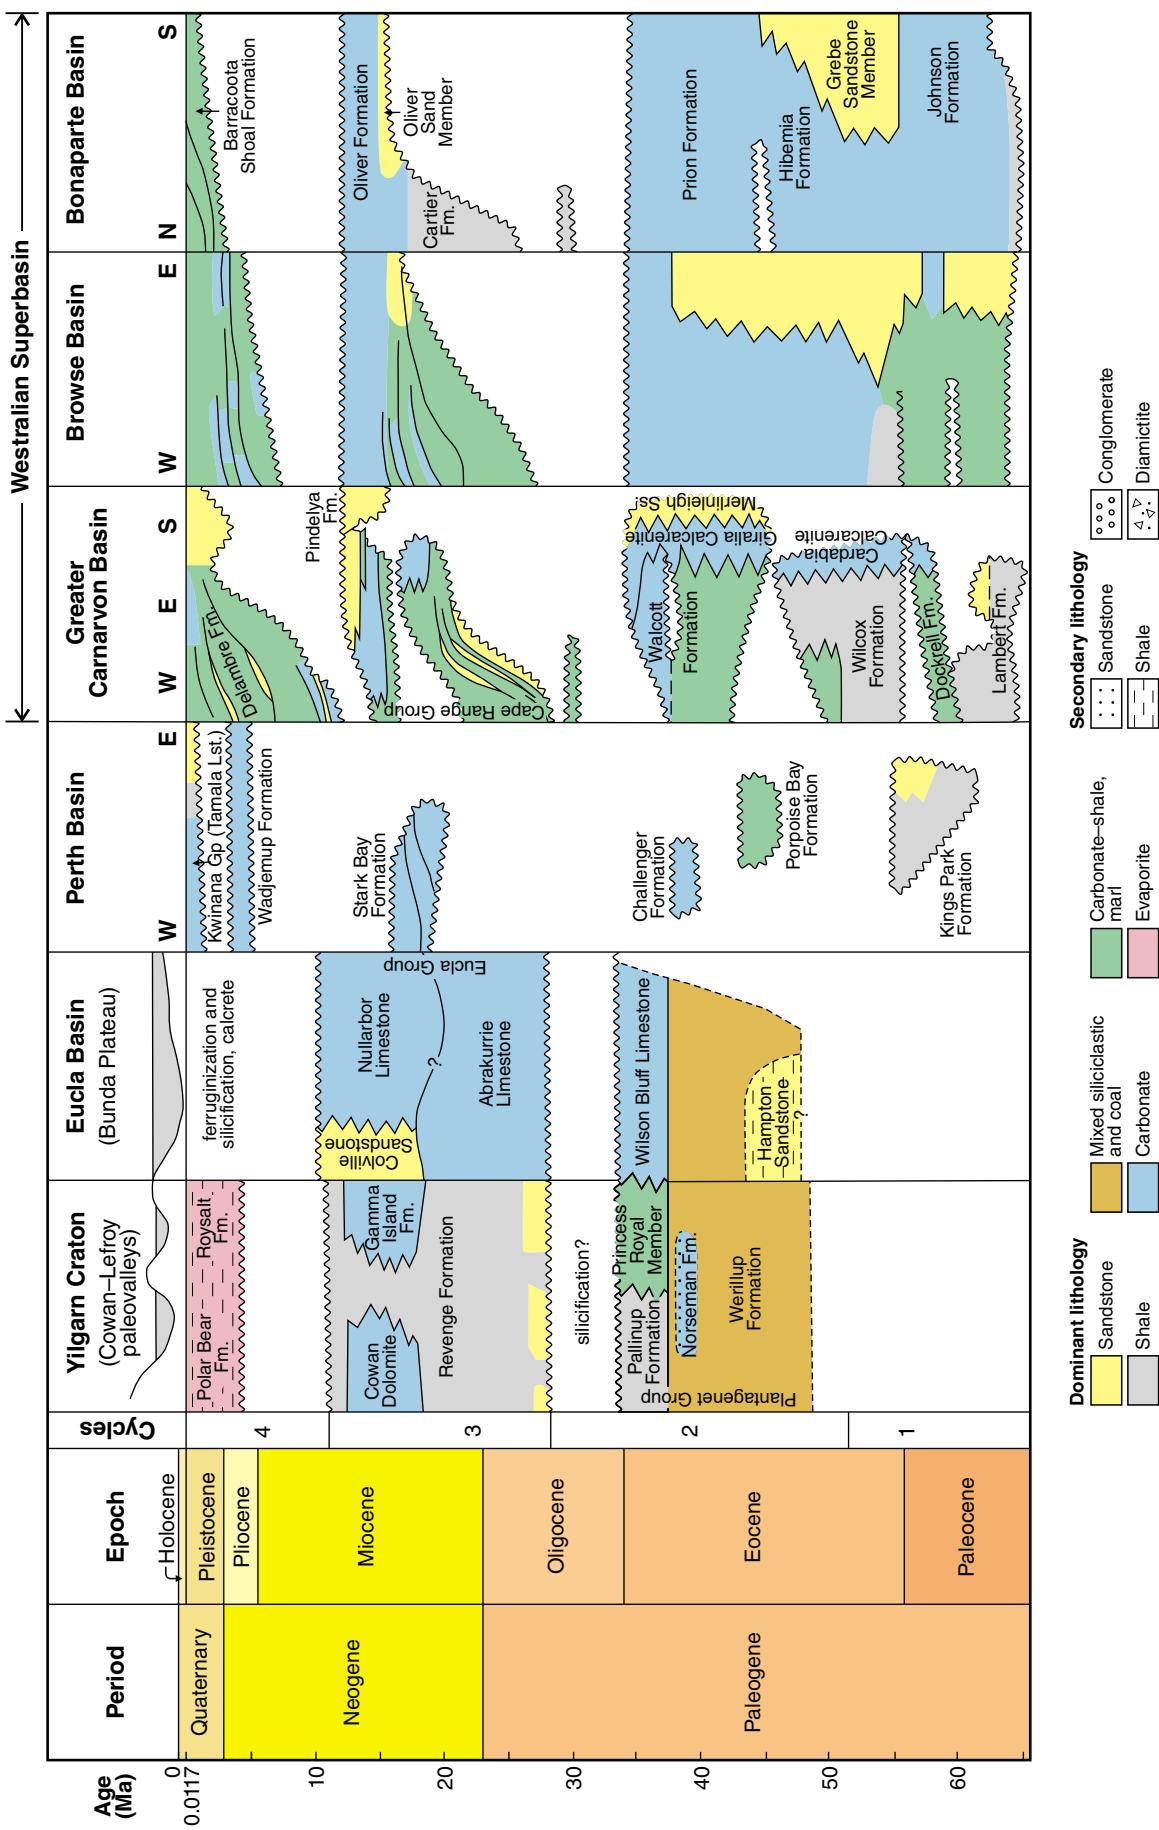 Westralian Superbasin
Age
(Ma)
Period
Epoch
Cycles
Yilgarn Craton
(Cowan–Lefroy
paleovalleys)
Eucla Basin
(Bunda Plateau)
Perth Basin
W
E
Greater
Carnarvon Basin
W
E
S
Browse Basin
W
E
Bonaparte Basin
N
S
0
0.0117
10
20
30
40
50
60
Quaternary
Neogene
Paleogene
Holocene
Pleistocene
Pliocene
Miocene
Oligocene
Eocene
Paleocene
4
3
2
1
Polar Bear
Fm.
Roysalt
Fm.
Cowan
Dolomite
Gamma
Island
Fm.
Revenge Formation
silicification?
Pallinup
Formation
Princess
Royal
Member
Norseman Fm.
Werillup
Formation
Plantagenet Group
ferruginization and
silicification, calcrete
Colville
Sandstone
Nullarbor
Limestone
Eucla Group
?
Abrakurrie
LImestone
Wilson Bluff Limestone
Hampton
Sandstone
?
Kwinana Gp (Tamala Lst.)
Wadjemup Formation
Stark Bay
Formation
Challenger
Formation
Porpoise Bay
Formation
Kings Park
Formation
Delambre Fm.
Pindelya
Fm.
Cape Range Group
Walcott
Formation
Giralia Calcarenite
Merlinleigh Ss.
Wilcox
Formation
Cardabia
Calcarenite
Dockrell Fm.
Lambert Fm.
Barracoota
Shoal Formation
Oliver Formation
Oliver
Sand
Member
Cartier
Fm.
Prion Formation
Hibernia
Formation
Grebe
Sandstone
Member
Johnson
Formation
Dominant lithology
Sandstone
Shale
Mixed siliciclastic
and coal
Carbonate
Carbonate–shale,
marl
Evaporite
Secondary lithology
Sandstone
Shale
Conglomerate
Diamictite